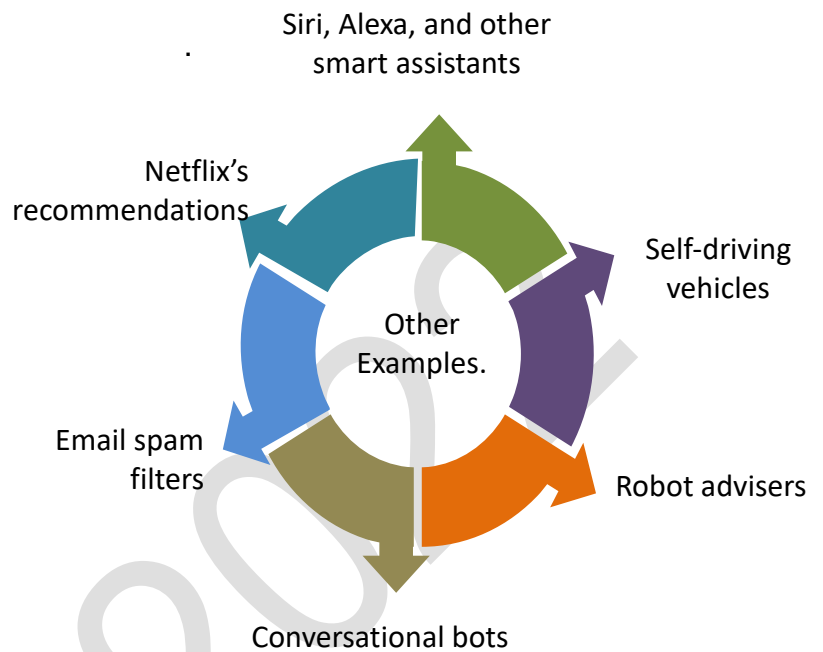 Siri, Alexa, and other
smart assistants
.
Netflix's
recommendations
Self-driving
vehicles
Other
Examples.
Email spam
filters
Robot advisers
Conversational bots